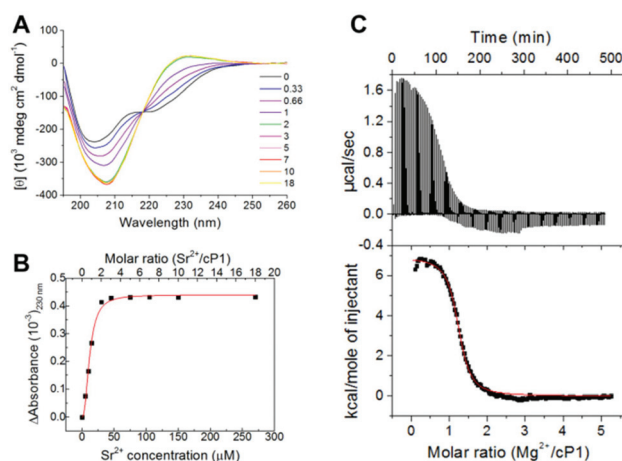 A
[θ] (10³ mdeg cm² dmol⁻¹)
100
0
-100
-200
-300
-400
200 210 220 230 240 250 260
Wavelength (nm)
0
0.33
0.66
1
2
3
5
7
10
18
B
Molar ratio (Sr²⁺/cP1)
0 2 4 6 8 10 12 14 16 18 20
ΔAbsorbance (10⁻³)230 nm
0.5
0.4
0.3
0.2
0.1
0.0
0 50 100 150 200 250 300
Sr²⁺ concentration (µM)
C
Time (min)
0 100 200 300 400 500
µcal/sec
1.6
1.2
0.8
0.4
0.0
-0.4
kcal/mole of injectant
6
4
2
0
0 1 2 3 4 5
Molar ratio (Mg²⁺/cP1)